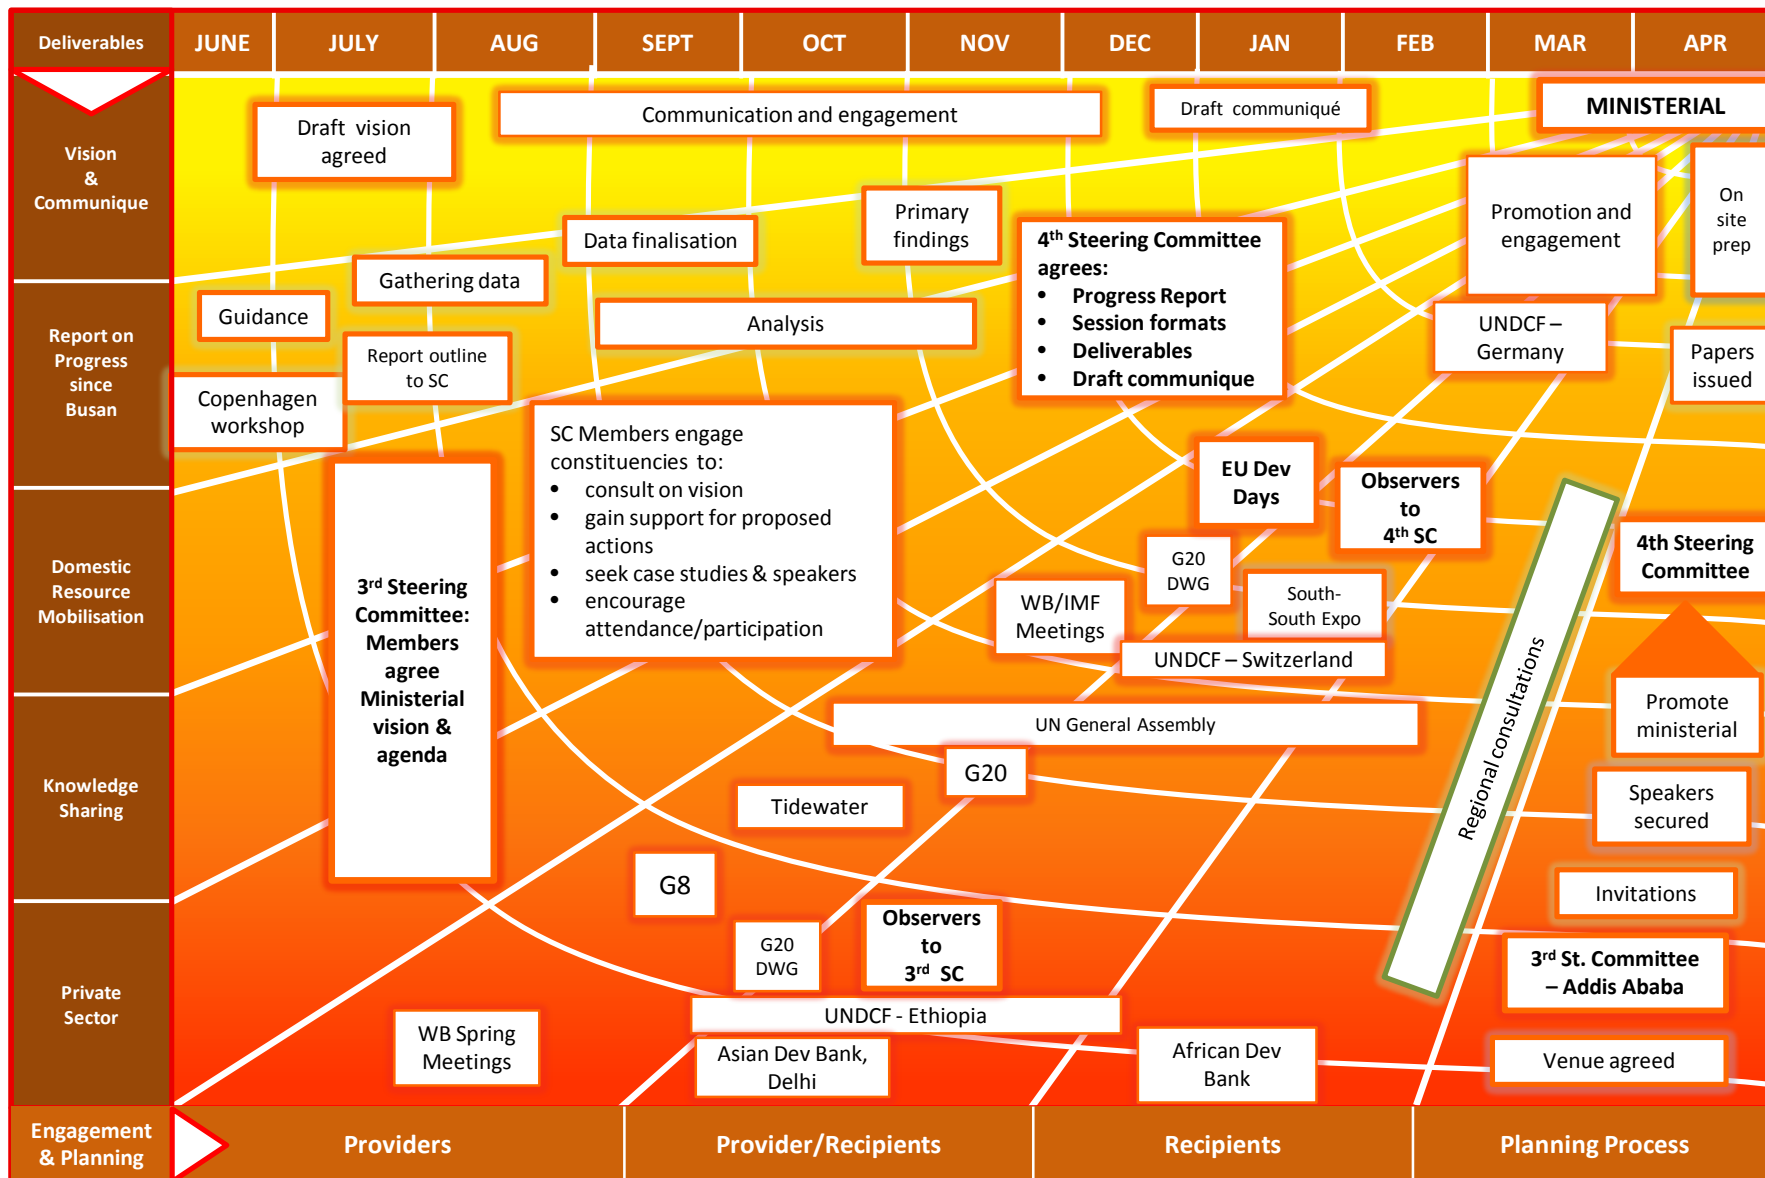 Deliverables
JUNE
JULY
AUG
SEPT
OCT
NOV
DEC
JAN
FEB
MAR
APR
Vision
&
Communique
Report on
Progress
since
Busan
Domestic
Resource
Mobilisation
Knowledge
Sharing
Private
Sector
Engagement
& Planning
Providers
Provider/Recipients
Recipients
Planning Process
Draft vision
agreed
Communication and engagement
Draft communiqué
MINISTERIAL
Guidance
Gathering data
Data finalisation
Primary
findings
4th Steering Committee
agrees:
• Progress Report
• Session formats
• Deliverables
• Draft communique
Promotion and
engagement
On
site
prep
Copenhagen
workshop
Report outline
to SC
Analysis
UNDCF –
Germany
Papers
issued
3rd Steering
Committee:
Members
agree
Ministerial
vision &
agenda
SC Members engage
constituencies to:
• consult on vision
• gain support for proposed
actions
• seek case studies & speakers
• encourage
attendance/participation
EU Dev
Days
Observers
to
4th SC
4th Steering
Committee
G20
DWG
WB/IMF
Meetings
South-
South Expo
UNDCF – Switzerland
UN General Assembly
Regional consultations
Promote
ministerial
G20
Tidewater
Speakers
secured
G8
Invitations
G20
DWG
Observers
to
3rd SC
3rd St. Committee
– Addis Ababa
UNDCF - Ethiopia
WB Spring
Meetings
Asian Dev Bank,
Delhi
African Dev
Bank
Venue agreed